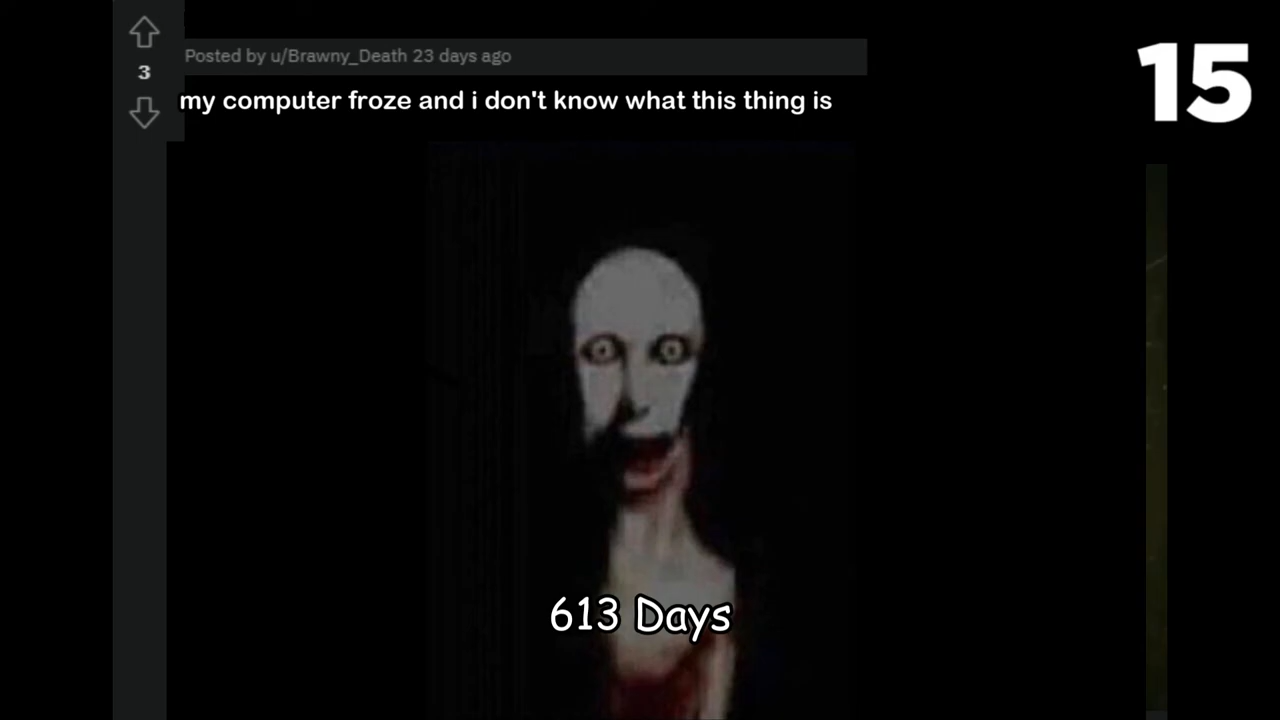 Posted by u/Brawny_Death 23 days ago
15
3
my computer froze and i don't know what this thing is
613 Days